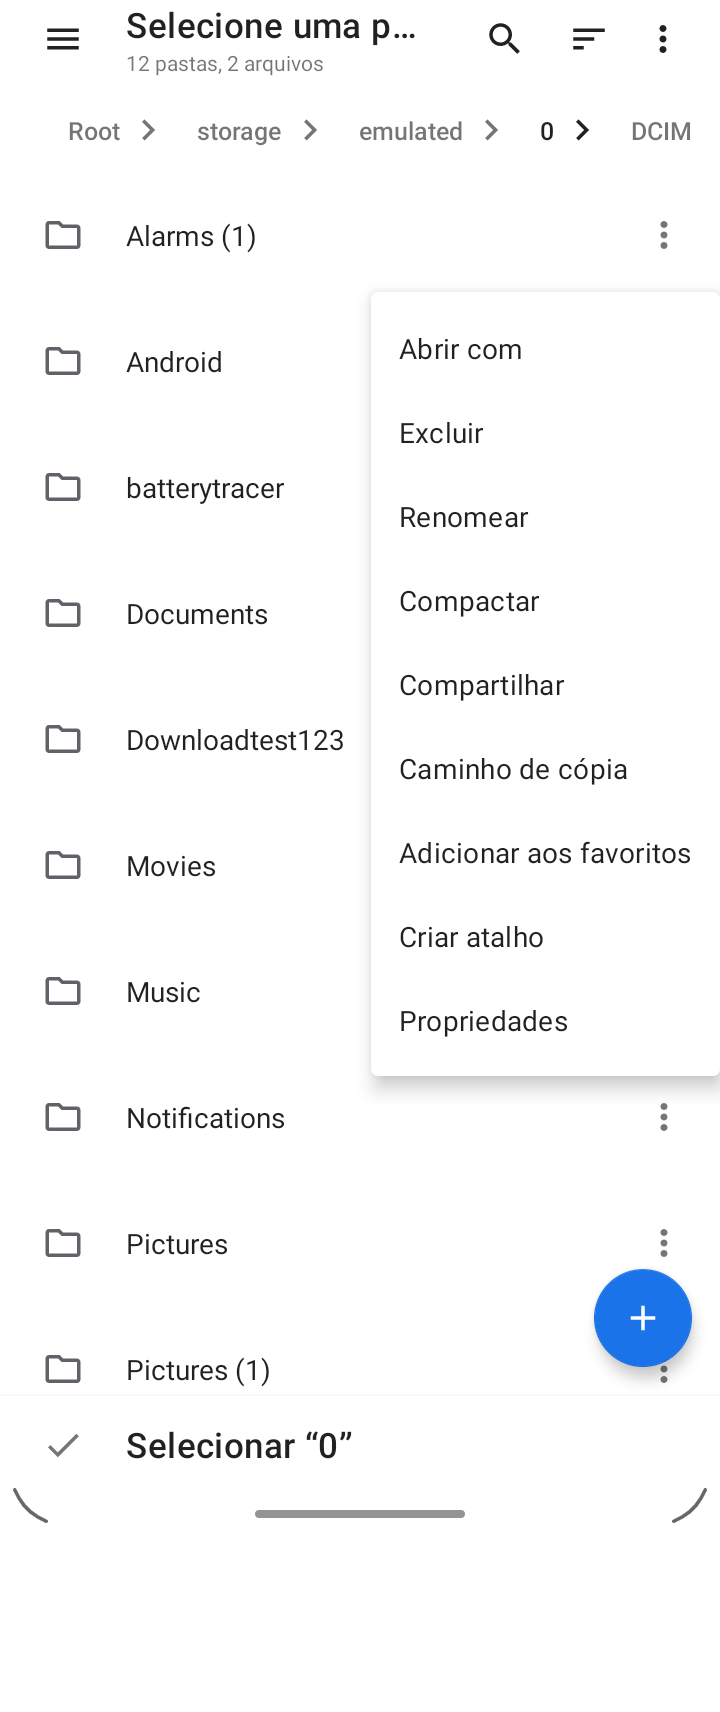 Selecione uma p...
12 pastas, 2 arquivos
Root storage emulated 0 DCIM
Alarms (1)
Android
batterytracer
Documents
Downloadtest123
Movies
Music
Notifications
Pictures
Pictures (1)
Abrir com
Excluir
Renomear
Compactar
Compartilhar
Caminho de cópia
Adicionar aos favoritos
Criar atalho
Propriedades
Selecionar “0”